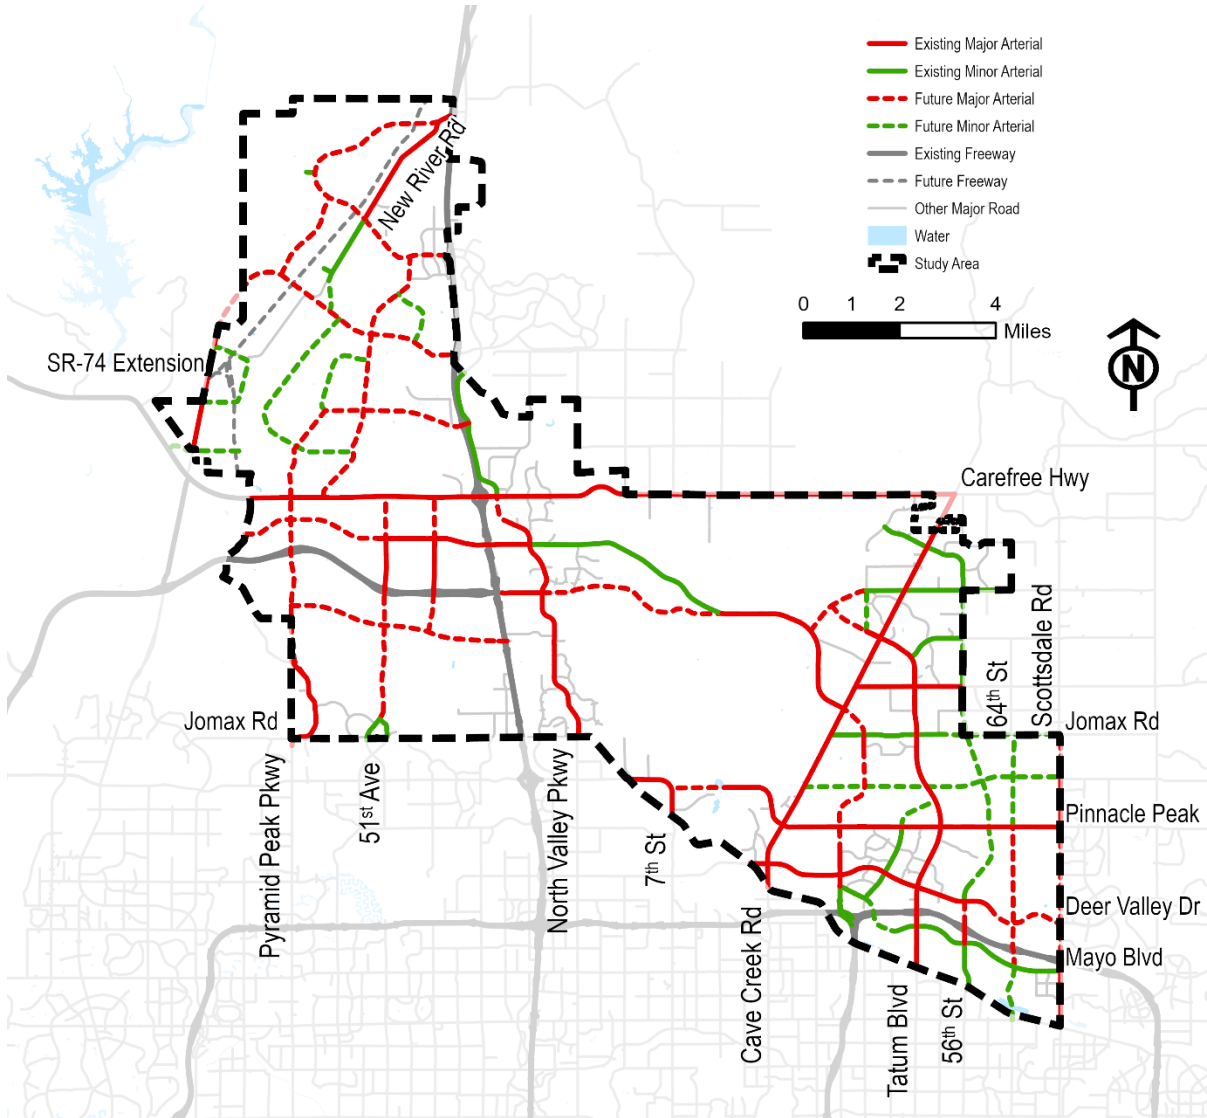 Existing Major Arterial
Existing Minor Arterial
Future Major Arterial
Future Minor Arterial
Existing Freeway
Future Freeway
Other Major Road
Water
Study Area
0 1 2 4 Miles
N
New River Rd
SR-74 Extension
Carefree Hwy
64th St
Scottsdale Rd
Jomax Rd
Jomax Rd
Pyramid Peak Pkwy
51st Ave
North Valley Pkwy
7th St
Pinnacle Peak
Cave Creek Rd
Deer Valley Dr
Mayo Blvd
Tatum Blvd
56th St